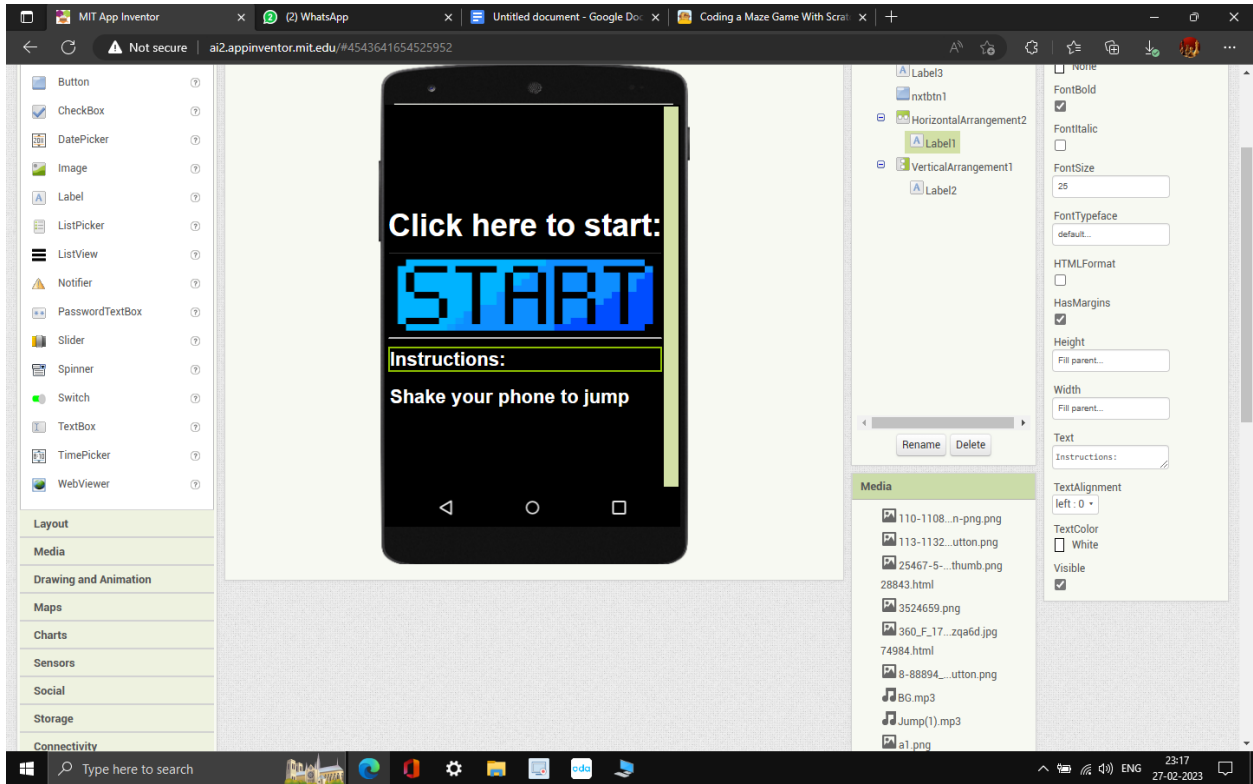 MIT App Inventor
(2) WhatsApp
Untitled document - Google Doc
Coding a Maze Game With Scrat
Not secure
ai2.appinventor.mit.edu/#4543641654525952
Button
CheckBox
DatePicker
Image
Label
ListPicker
ListView
Notifier
PasswordTextBox
Slider
Spinner
Switch
TextBox
TimePicker
WebViewer
Layout
Media
Drawing and Animation
Maps
Charts
Sensors
Social
Storage
Connectivity
Click here to start:
START
Instructions:
Shake your phone to jump
Label3
nxtbtn1
HorizontalArrangement2
Label1
VerticalArrangement1
Label2
Rename
Delete
Media
110-1108...n-png.png
113-1132...utton.png
25467-5-...thumb.png
28843.html
3524659.png
360_F_17...zqa6d.jpg
74984.html
8-88894_...utton.png
BG.mp3
Jump(1).mp3
a1.png
None
FontBold
FontItalic
FontSize
25
FontTypeface
default...
HTMLFormat
HasMargins
Height
Fill parent...
Width
Fill parent...
Text
Instructions:
TextAlignment
left : 0
TextColor
White
Visible
Type here to search
oda
ENG
23:17
27-02-2023